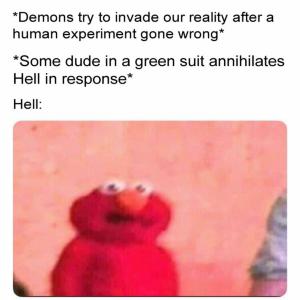 *Demons try to invade our reality after a
human experiment gone wrong*
*Some dude in a green suit annihilates
Hell in response*
Hell: